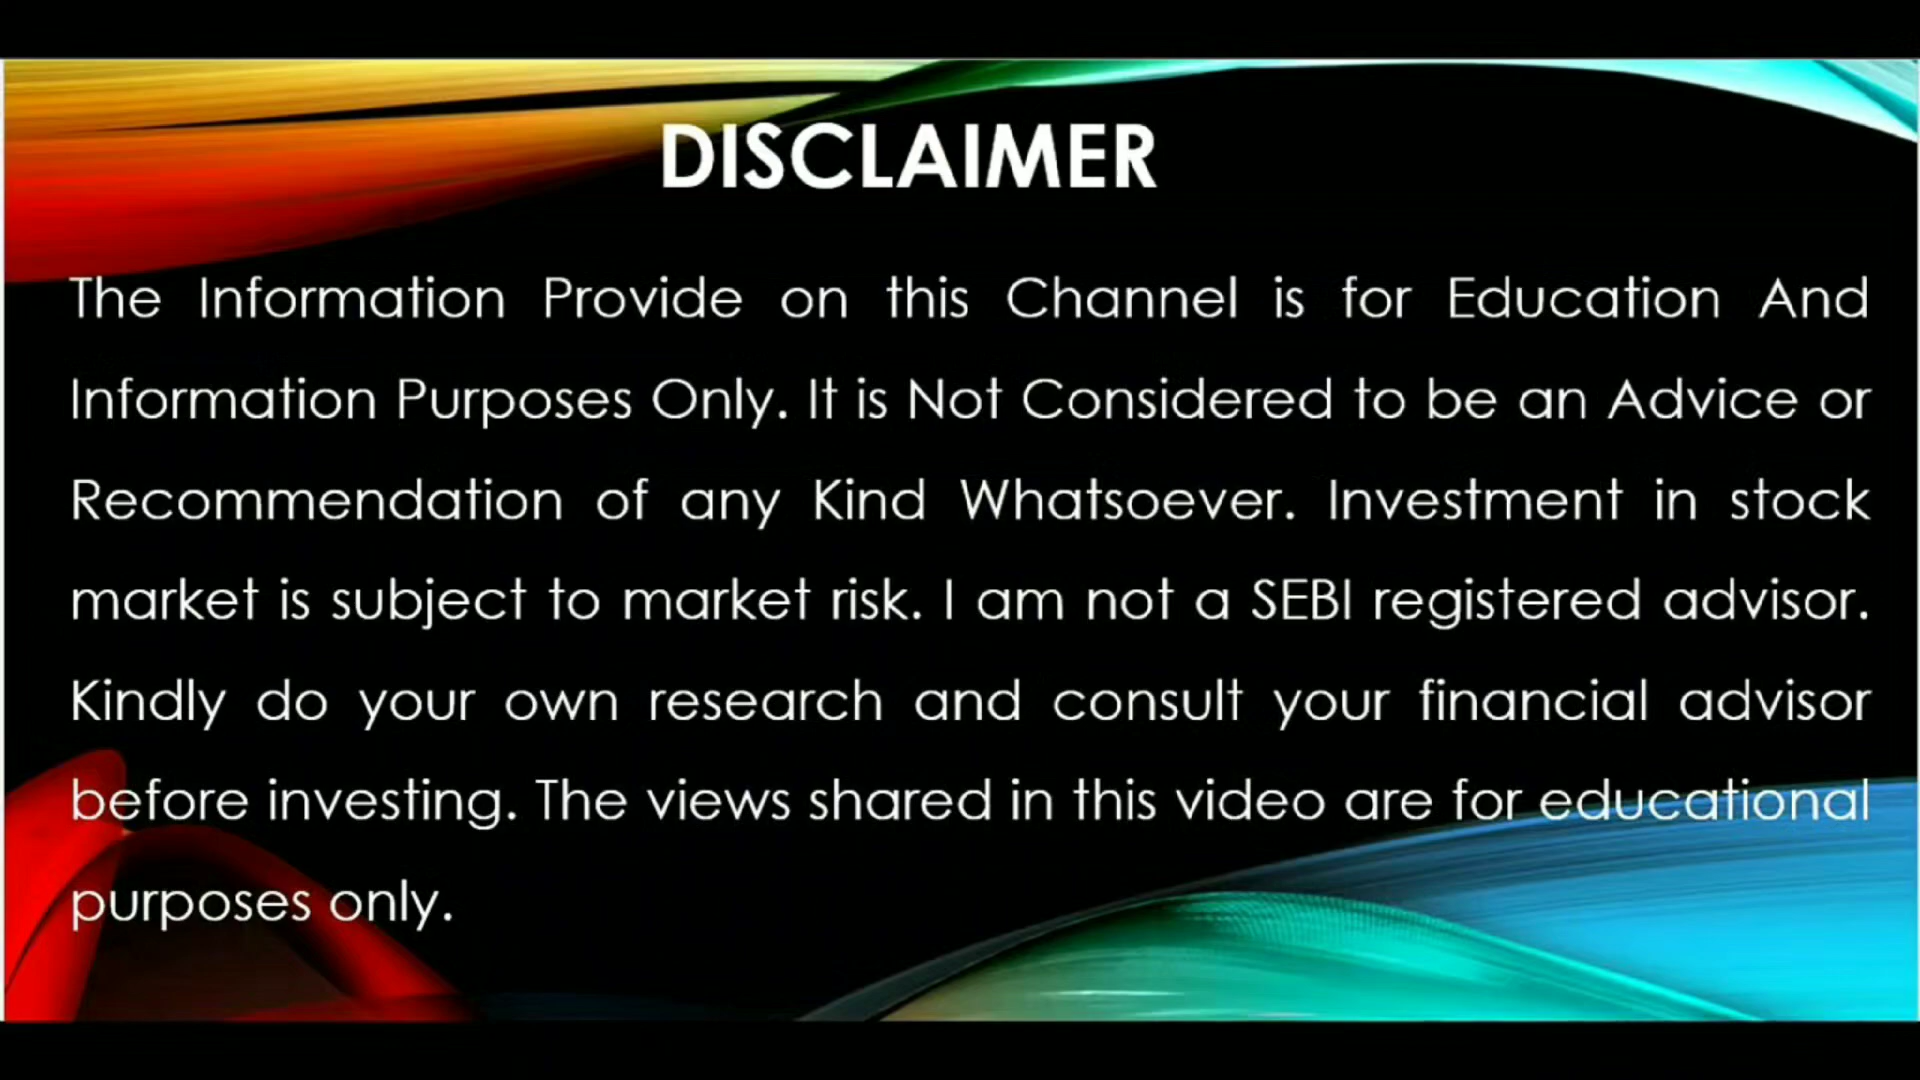 DISCLAIMER
The Information Provide on this Channel is for Education And
Information Purposes Only. It is Not Considered to be an Advice or
Recommendation of any Kind Whatsoever. Investment in stock
market is subject to market risk. I am not a SEBI registered advisor.
Kindly do your own research and consult your financial advisor
before investing. The views shared in this video are for educational
purposes only.